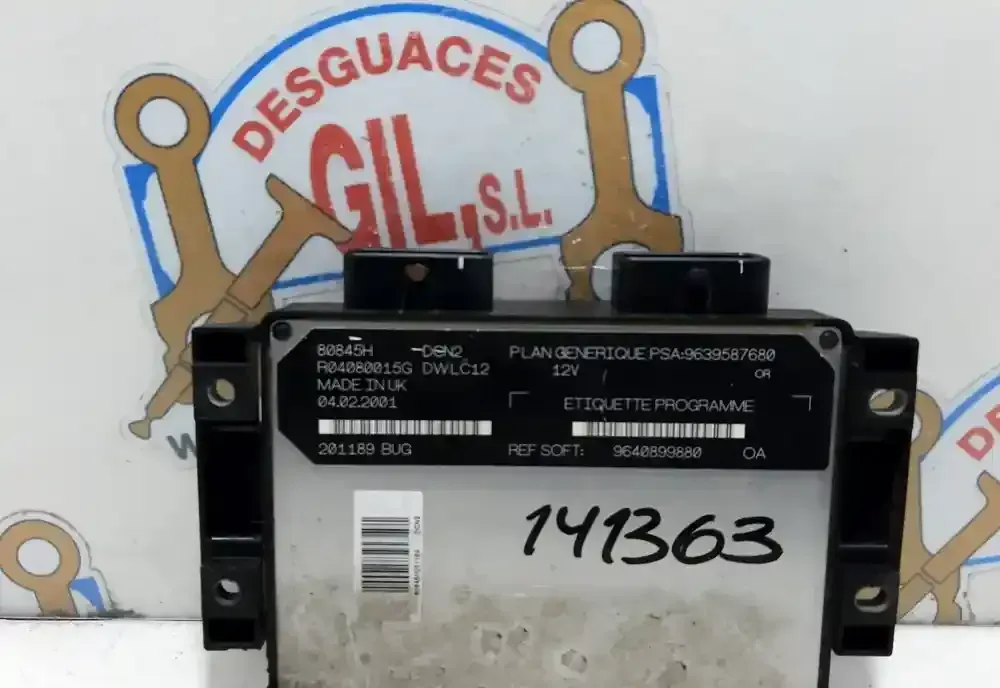 DESGUACES
GIL, S.L.
80845H -DCN2 PLAN GENERIQUE PSA:9639587680
R04080015G DWLC12 12V OR
MADE IN UK
04.02.2001 ETIQUETTE PROGRAMME
201189 BUG REF SOFT: 9640899880 OA
141363
DCN2
W
D